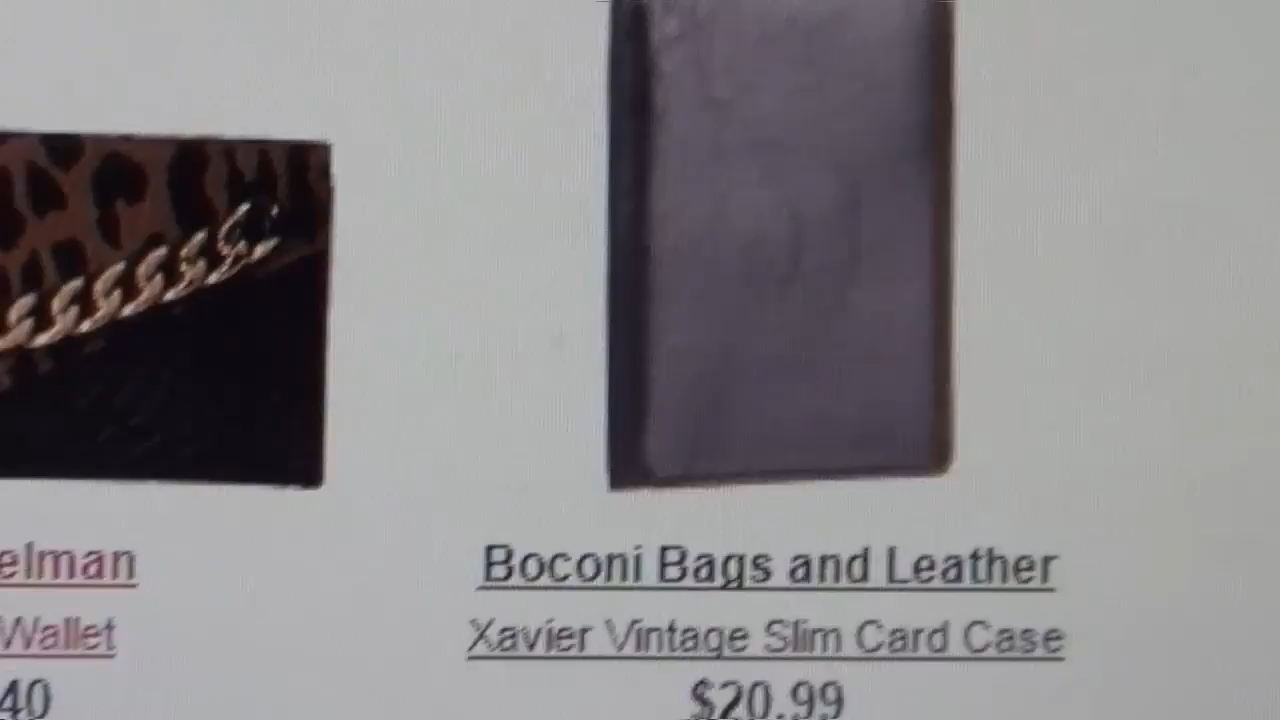 elman
Wallet
40
Boconi Bags and Leather
Xavier Vintage Slim Card Case
$20.99